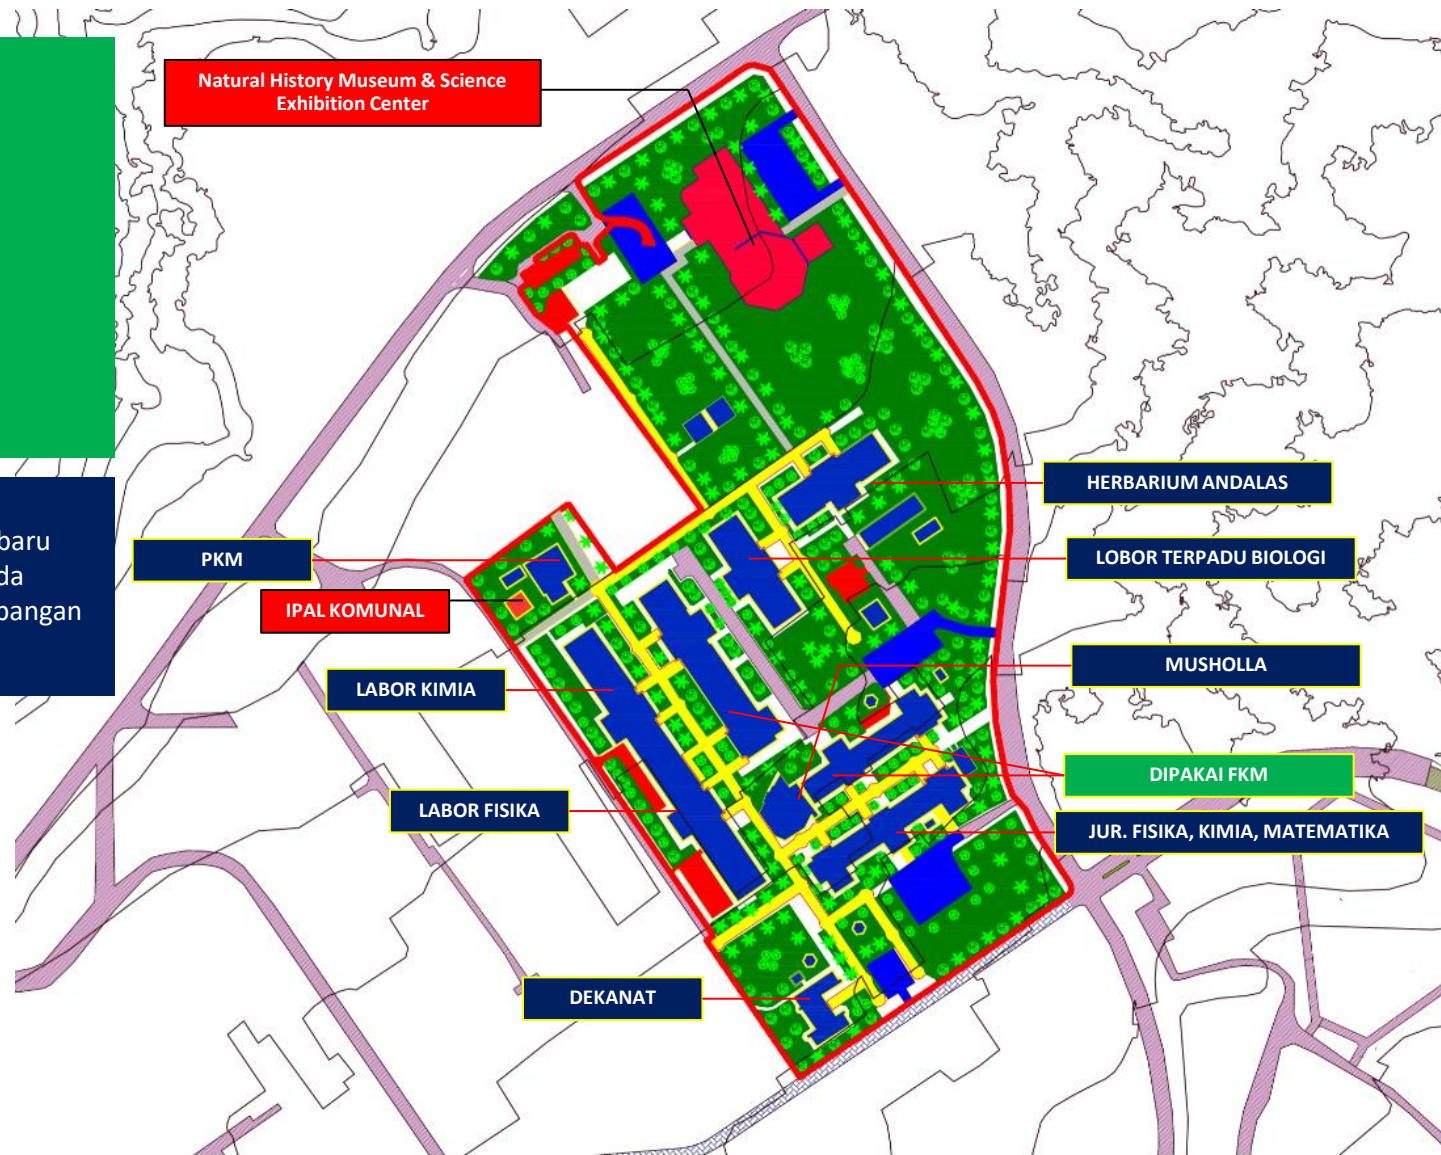 Natural History Museum & Science
Exhibition Center
HERBARIUM ANDALAS
baru
da
bangan
PKM
LOBOR TERPADU BIOLOGI
IPAL KOMUNAL
MUSHOLLA
LABOR KIMIA
DIPAKAI FKM
LABOR FISIKA
JUR. FISIKA, KIMIA, MATEMATIKA
DEKANAT